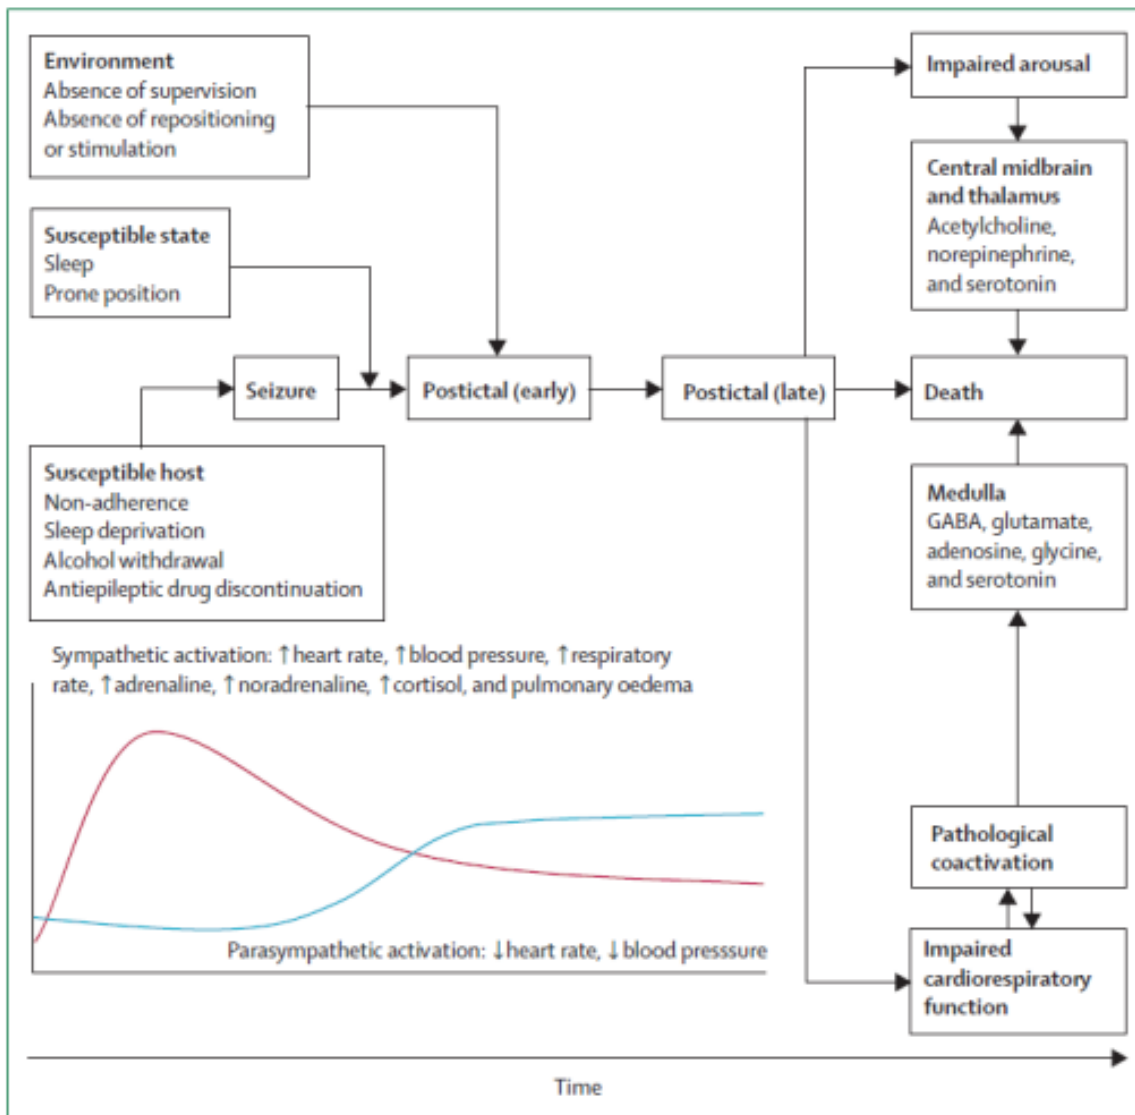 Environment
Absence of supervision
Absence of repositioning
or stimulation
Susceptible state
Sleep
Prone position
Seizure
Postictal (early)
Postictal (late)
Susceptible host
Non-adherence
Sleep deprivation
Alcohol withdrawal
Antiepileptic drug discontinuation
Impaired arousal
Central midbrain
and thalamus
Acetylcholine,
norepinephrine,
and serotonin
Death
Medulla
GABA, glutamate,
adenosine, glycine,
and serotonin
Pathological
coactivation
Impaired
cardiorespiratory
function
Sympathetic activation: ↑heart rate, ↑blood pressure, ↑respiratory
rate, ↑adrenaline, ↑noradrenaline, ↑cortisol, and pulmonary oedema
Parasympathetic activation: ↓heart rate, ↓blood presssure
Time